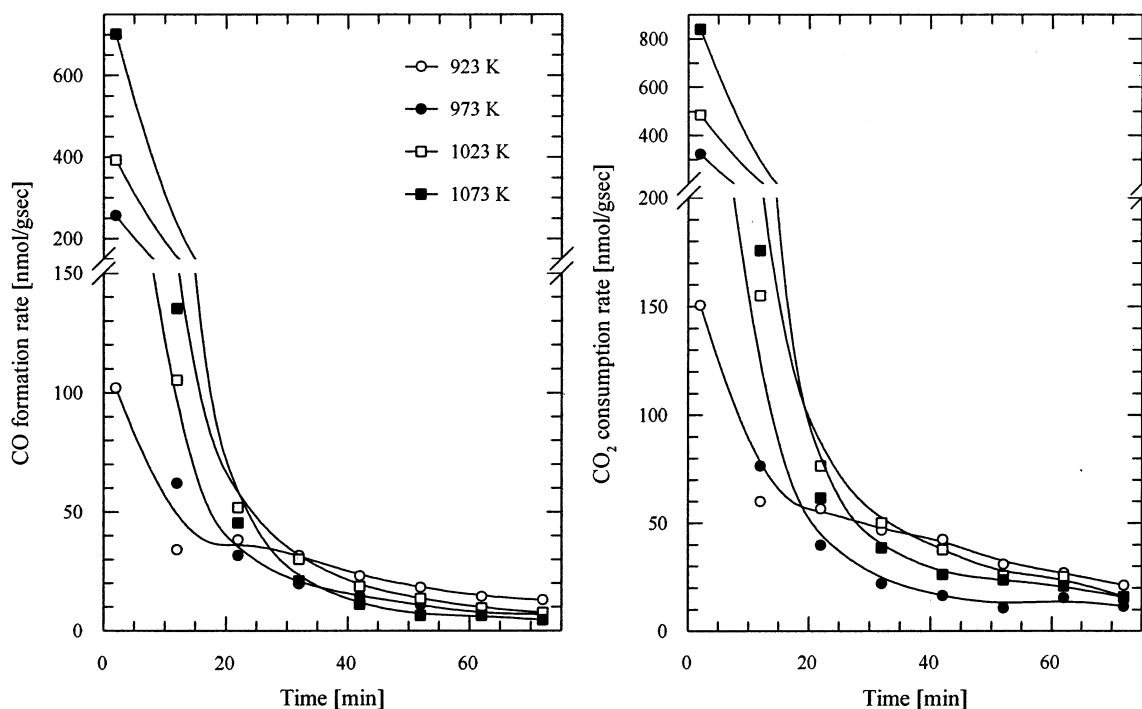 CO formation rate [nmol/gsec]
600
400
200
150
100
50
0
0 20 40 60
Time [min]
923 K
973 K
1023 K
1073 K
CO₂ consumption rate [nmol/gsec]
800
600
400
200
150
100
50
0
0 20 40 60
Time [min]